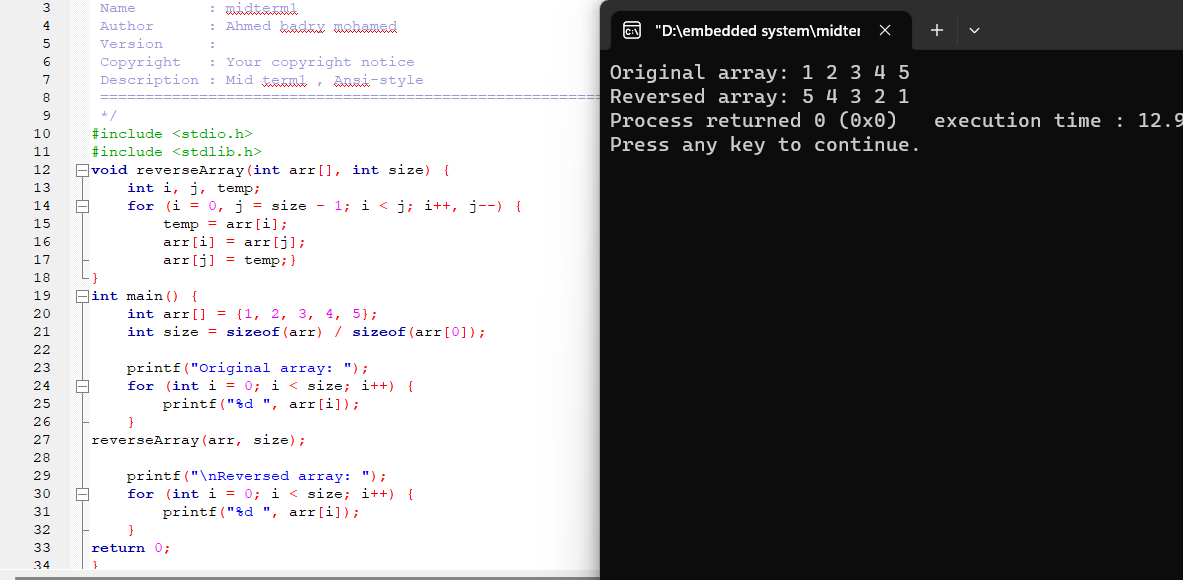 3 Name : midterm1
4 Author : Ahmed badry mohamed
5 Version :
6 Copyright : Your copyright notice
7 Description : Mid term1 , Ansi-style
8 ========================================================
9 */
10 #include <stdio.h>
11 #include <stdlib.h>
12 void reverseArray(int arr[], int size) {
13 int i, j, temp;
14 for (i = 0, j = size - 1; i < j; i++, j--) {
15 temp = arr[i];
16 arr[i] = arr[j];
17 arr[j] = temp;}
18 }
19 int main() {
20 int arr[] = {1, 2, 3, 4, 5};
21 int size = sizeof(arr) / sizeof(arr[0]);
22
23 printf("Original array: ");
24 for (int i = 0; i < size; i++) {
25 printf("%d ", arr[i]);
26 }
27 reverseArray(arr, size);
28
29 printf("\nReversed array: ");
30 for (int i = 0; i < size; i++) {
31 printf("%d ", arr[i]);
32 }
33 return 0;
34 }
"D:\embedded system\midter
Original array: 1 2 3 4 5
Reversed array: 5 4 3 2 1
Process returned 0 (0x0) execution time : 12.9
Press any key to continue.